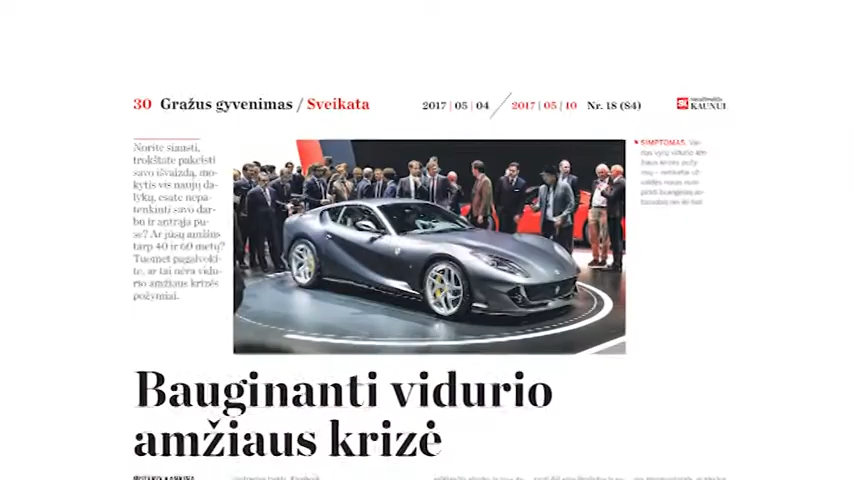 30 Gražus gyvenimas / Sveikata
2017 | 05 | 04 / 2017 | 05 | 10 Nr. 18 (84)
KAUNUI
Norite siausti,
trokštate pakeisti
savo išvaizdą, mo-
kytis vis naujų da-
lykų, esate nepa-
tenkinti savo dar-
bu ir antrąja pu-
se? Ar jūsų amžius
tarp 40 ir 60 metų?
Tuomet pagalvoki-
te, ar tai nėra vidu-
rio amžiaus krizės
požymiai.
SIMPTOMAS.
Bauginanti vidurio
amžiaus krizė